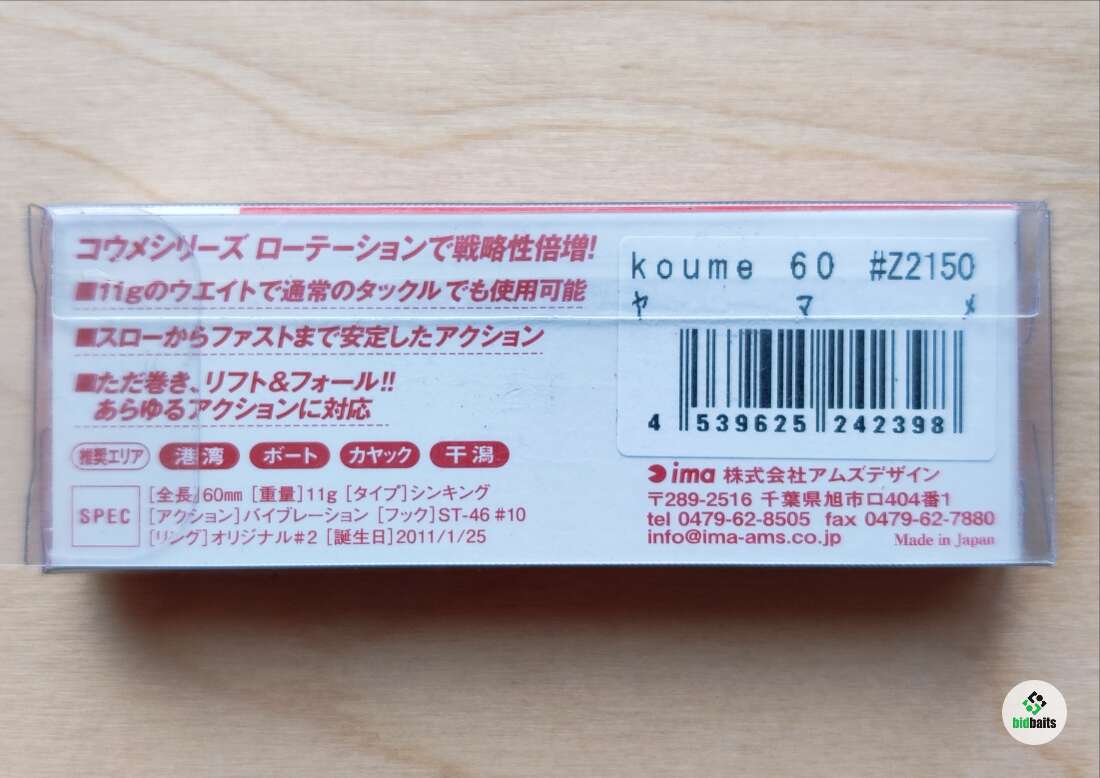 コウメシリーズ ローテーションで戦略性倍増!
■11gのウエイトで通常のタックルでも使用可能
■スローからファストまで安定したアクション
■ただ巻き、リフト&フォール!!
あらゆるアクションに対応
推奨エリア 港湾 ボート カヤック 干潟
SPEC
[全長]60mm [重量]11g [タイプ]シンキング
[アクション]バイブレーション [フック]ST-46 #10
[リング]オリジナル#2 [誕生日]2011/1/25
koume 60 #Z2150
ヤマメ
4 539625 242398
ima 株式会社アムズデザイン
〒289-2516 千葉県旭市ロ404番1
tel 0479-62-8505 fax 0479-62-7880
info@ima-ams.co.jp Made in Japan
bidbaits